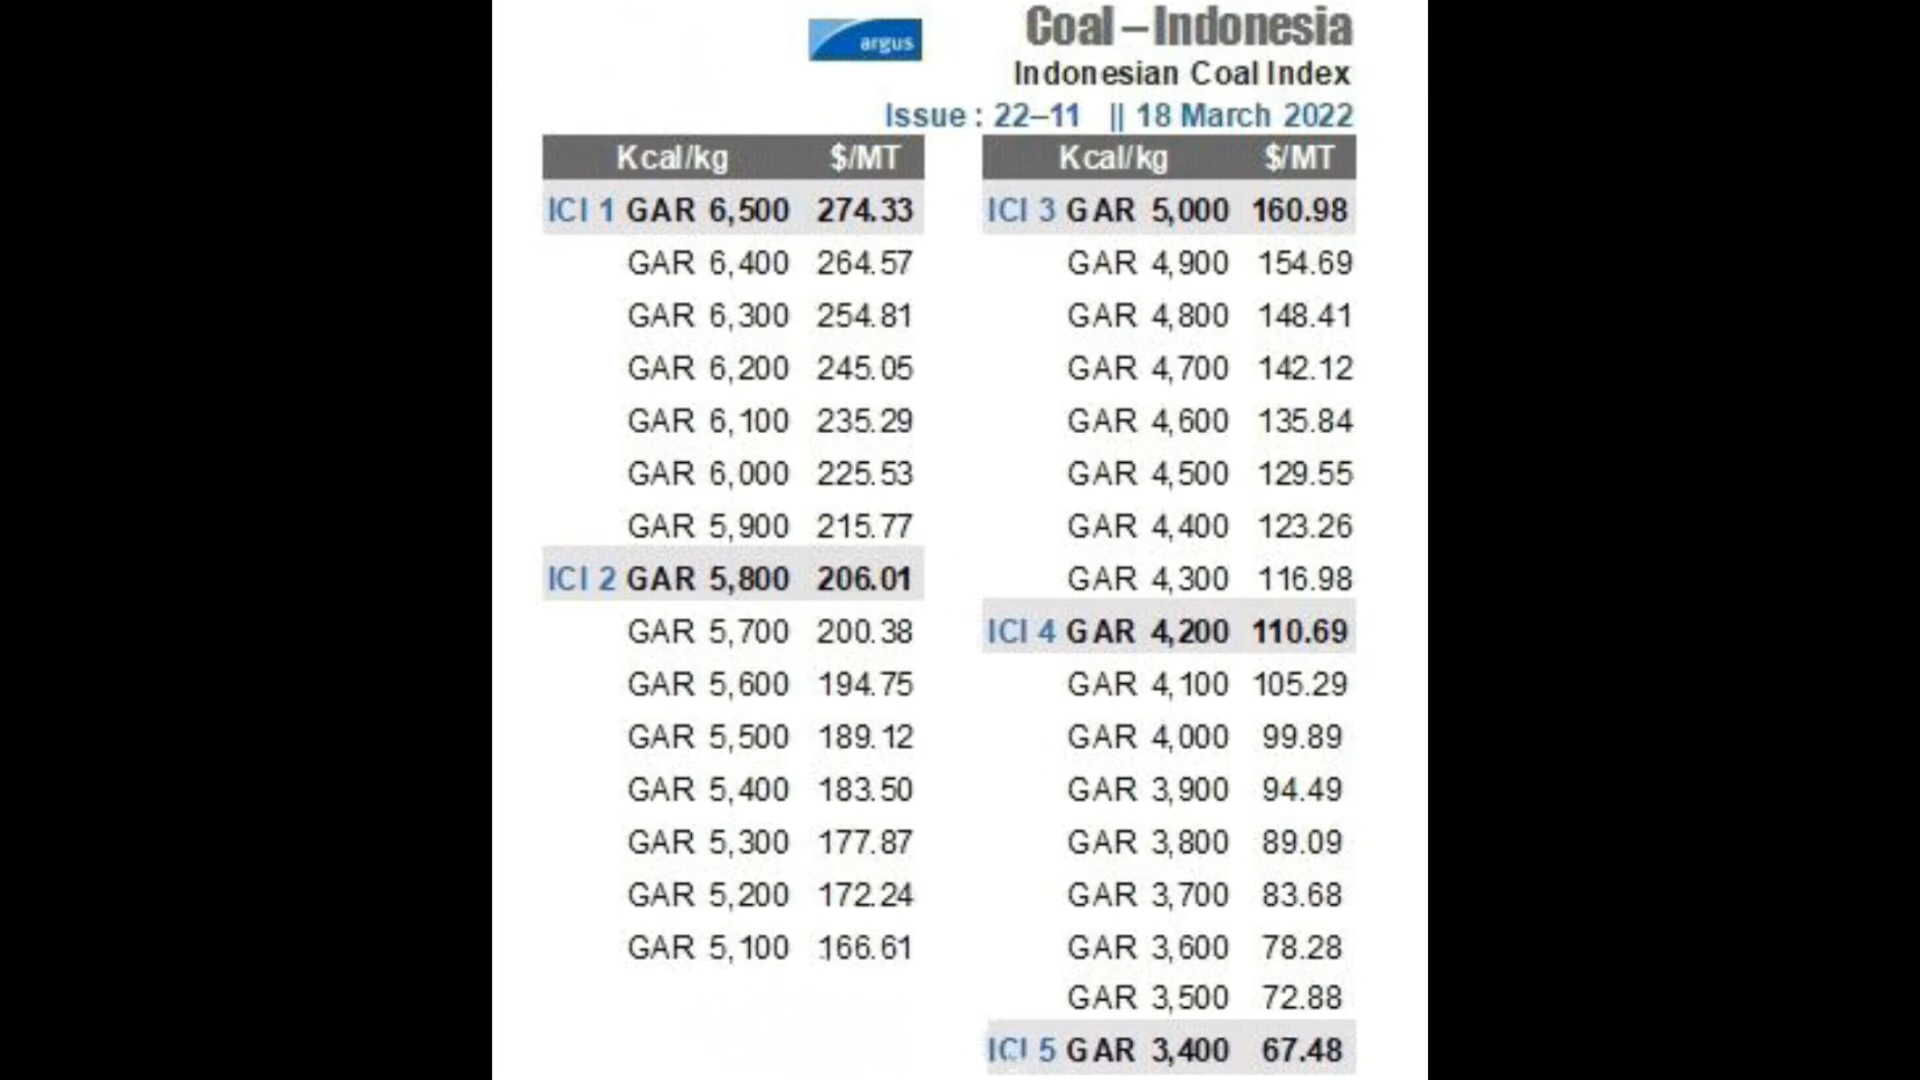 argus
Coal – Indonesia
Indonesian Coal Index
Issue : 22–11 || 18 March 2022
Kcal/kg $/MT
ICI 1 GAR 6,500 274.33
GAR 6,400 264.57
GAR 6,300 254.81
GAR 6,200 245.05
GAR 6,100 235.29
GAR 6,000 225.53
GAR 5,900 215.77
ICI 2 GAR 5,800 206.01
GAR 5,700 200.38
GAR 5,600 194.75
GAR 5,500 189.12
GAR 5,400 183.50
GAR 5,300 177.87
GAR 5,200 172.24
GAR 5,100 166.61
Kcal/kg $/MT
ICI 3 GAR 5,000 160.98
GAR 4,900 154.69
GAR 4,800 148.41
GAR 4,700 142.12
GAR 4,600 135.84
GAR 4,500 129.55
GAR 4,400 123.26
GAR 4,300 116.98
ICI 4 GAR 4,200 110.69
GAR 4,100 105.29
GAR 4,000 99.89
GAR 3,900 94.49
GAR 3,800 89.09
GAR 3,700 83.68
GAR 3,600 78.28
GAR 3,500 72.88
ICI 5 GAR 3,400 67.48